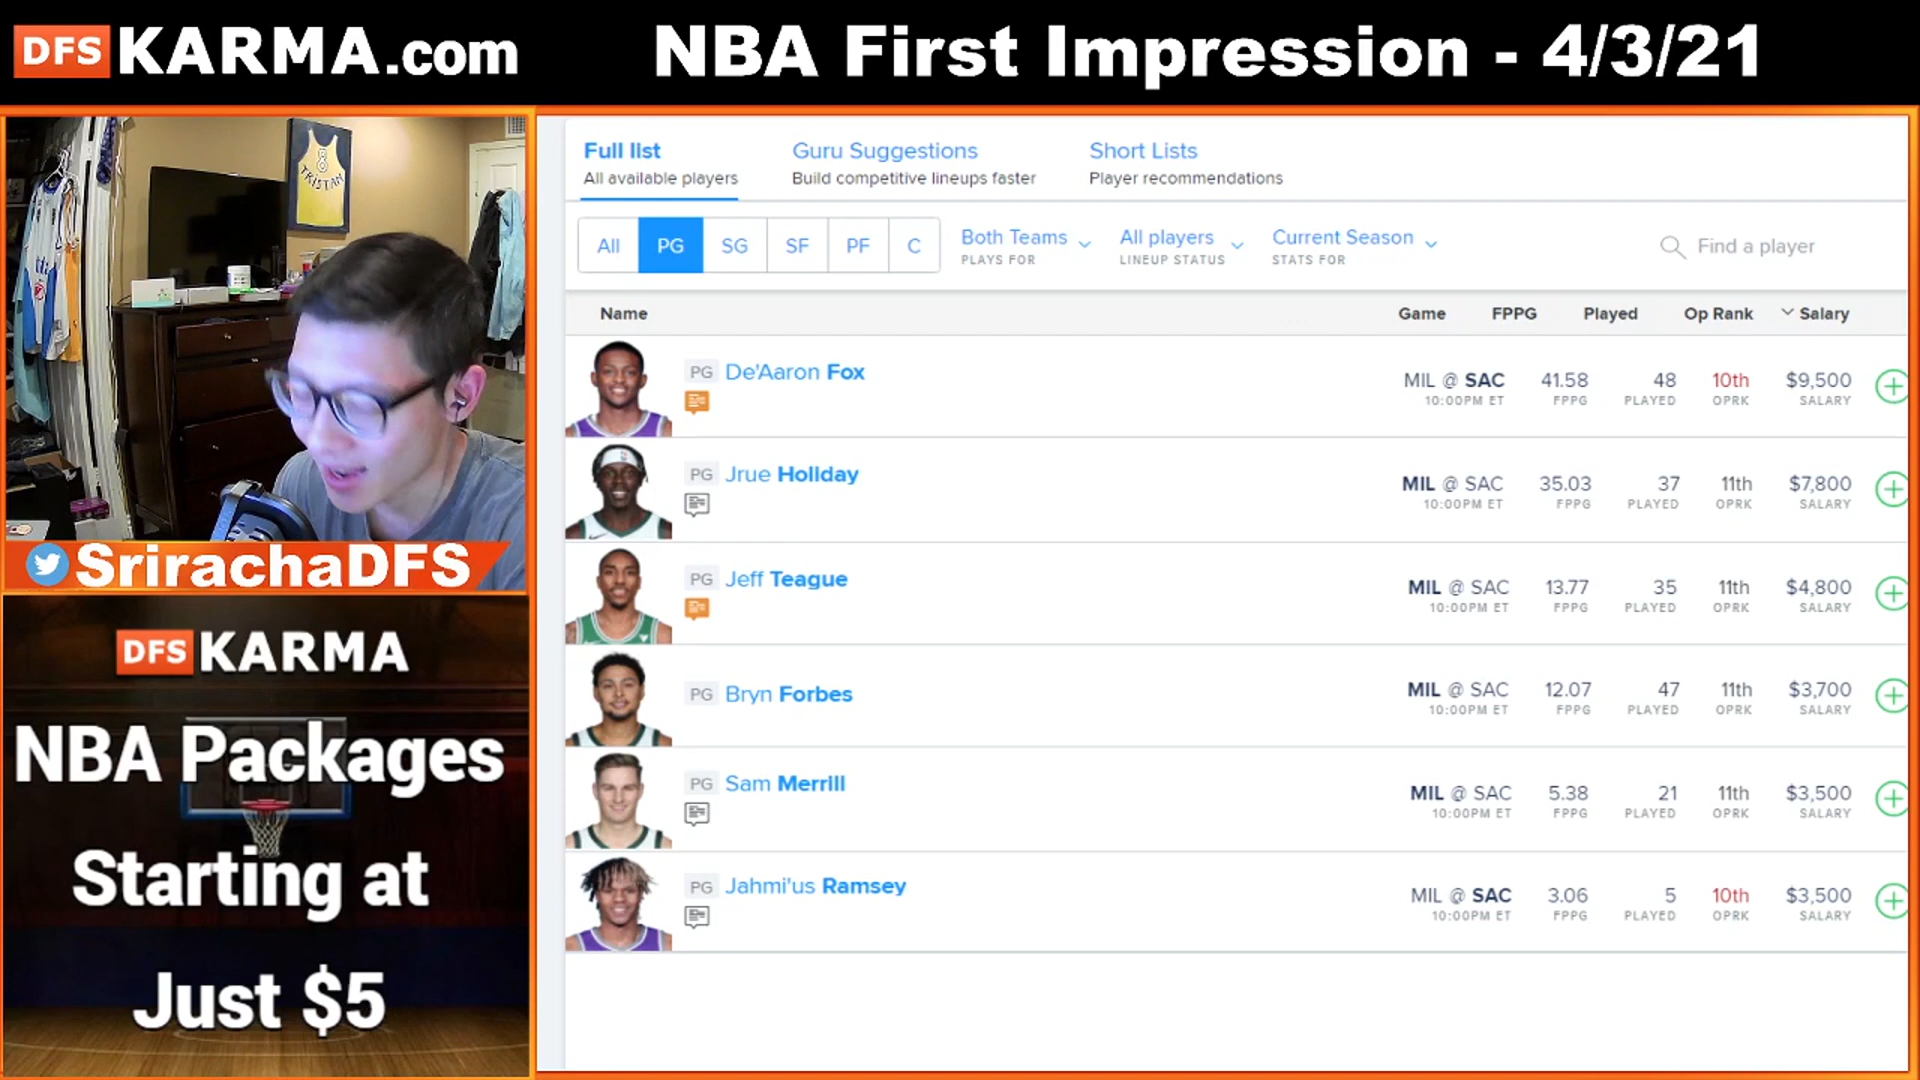 DFS KARMA.com
NBA First Impression - 4/3/21
8
TRISTAN
SrirachaDFS
DFS KARMA
NBA Packages
Starting at
Just $5
Full list
All available players
Guru Suggestions
Build competitive lineups faster
Short Lists
Player recommendations
All PG SG SF PF C
Both Teams
PLAYS FOR
All players
LINEUP STATUS
Current Season
STATS FOR
Find a player
Name Game FPPG Played Op Rank Salary
PG De'Aaron Fox MIL @ SAC 41.58 48 10th $9,500
10:00PM ET FPPG PLAYED OPRK SALARY
PG Jrue Holiday MIL @ SAC 35.03 37 11th $7,800
10:00PM ET FPPG PLAYED OPRK SALARY
PG Jeff Teague MIL @ SAC 13.77 35 11th $4,800
10:00PM ET FPPG PLAYED OPRK SALARY
PG Bryn Forbes MIL @ SAC 12.07 47 11th $3,700
10:00PM ET FPPG PLAYED OPRK SALARY
PG Sam Merrill MIL @ SAC 5.38 21 11th $3,500
10:00PM ET FPPG PLAYED OPRK SALARY
PG Jahmi'us Ramsey MIL @ SAC 3.06 5 10th $3,500
10:00PM ET FPPG PLAYED OPRK SALARY